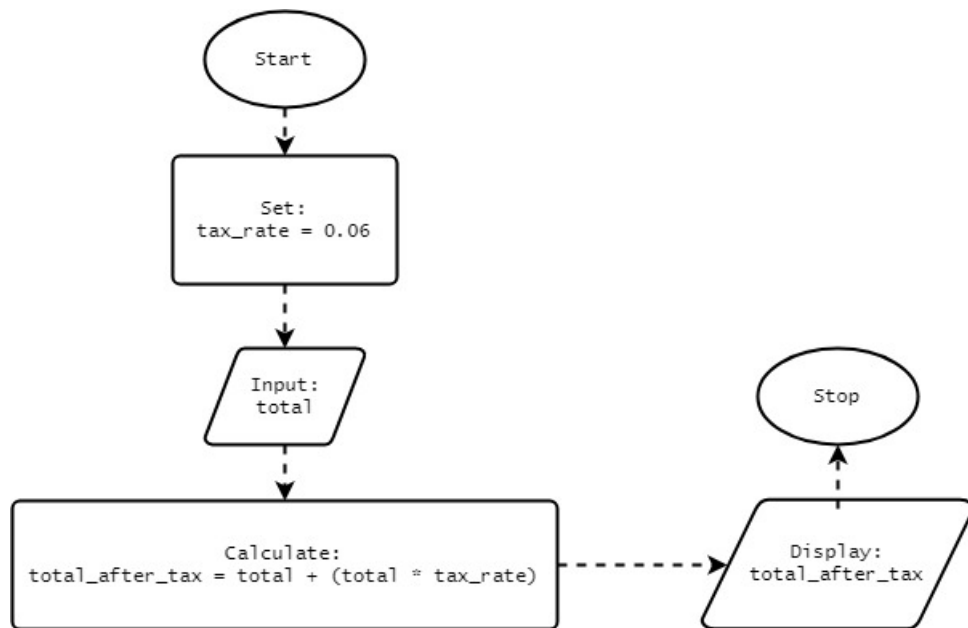 Start
Set:
tax_rate = 0.06
Input:
total
Calculate:
total_after_tax = total + (total * tax_rate)
Display:
total_after_tax
Stop